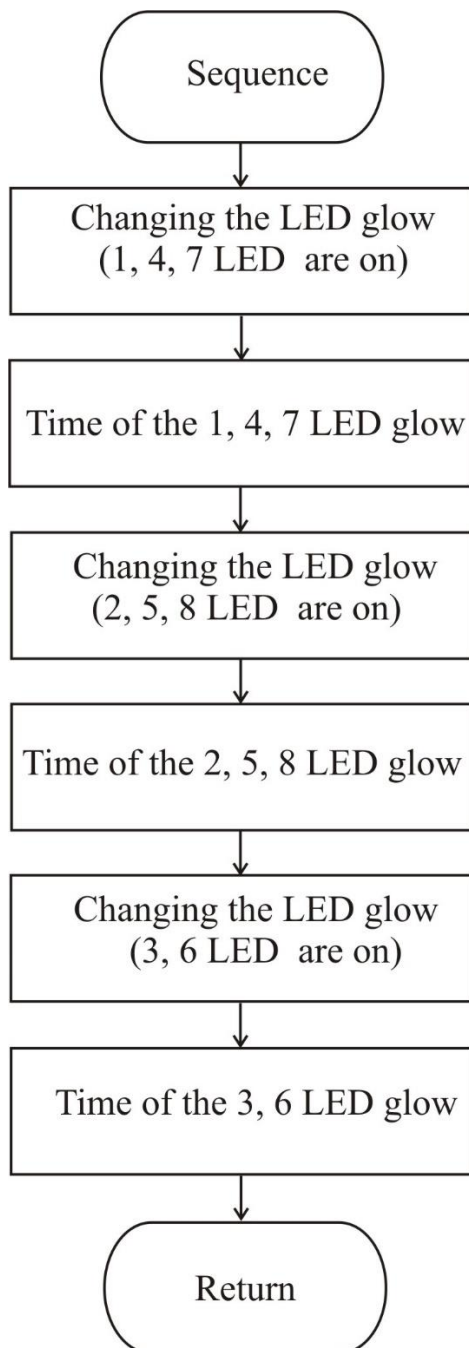 Sequence
Changing the LED glow
(1, 4, 7 LED are on)
Time of the 1, 4, 7 LED glow
Changing the LED glow
(2, 5, 8 LED are on)
Time of the 2, 5, 8 LED glow
Changing the LED glow
(3, 6 LED are on)
Time of the 3, 6 LED glow
Return